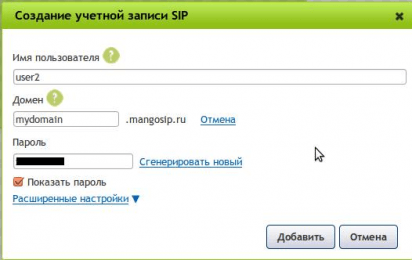 Создание учетной записи SIP
Имя пользователя ?
user2
Домен ?
mydomain .mangosip.ru Отмена
Пароль
Сгенерировать новый
Показать пароль
Расширенные настройки ▼
Добавить Отмена